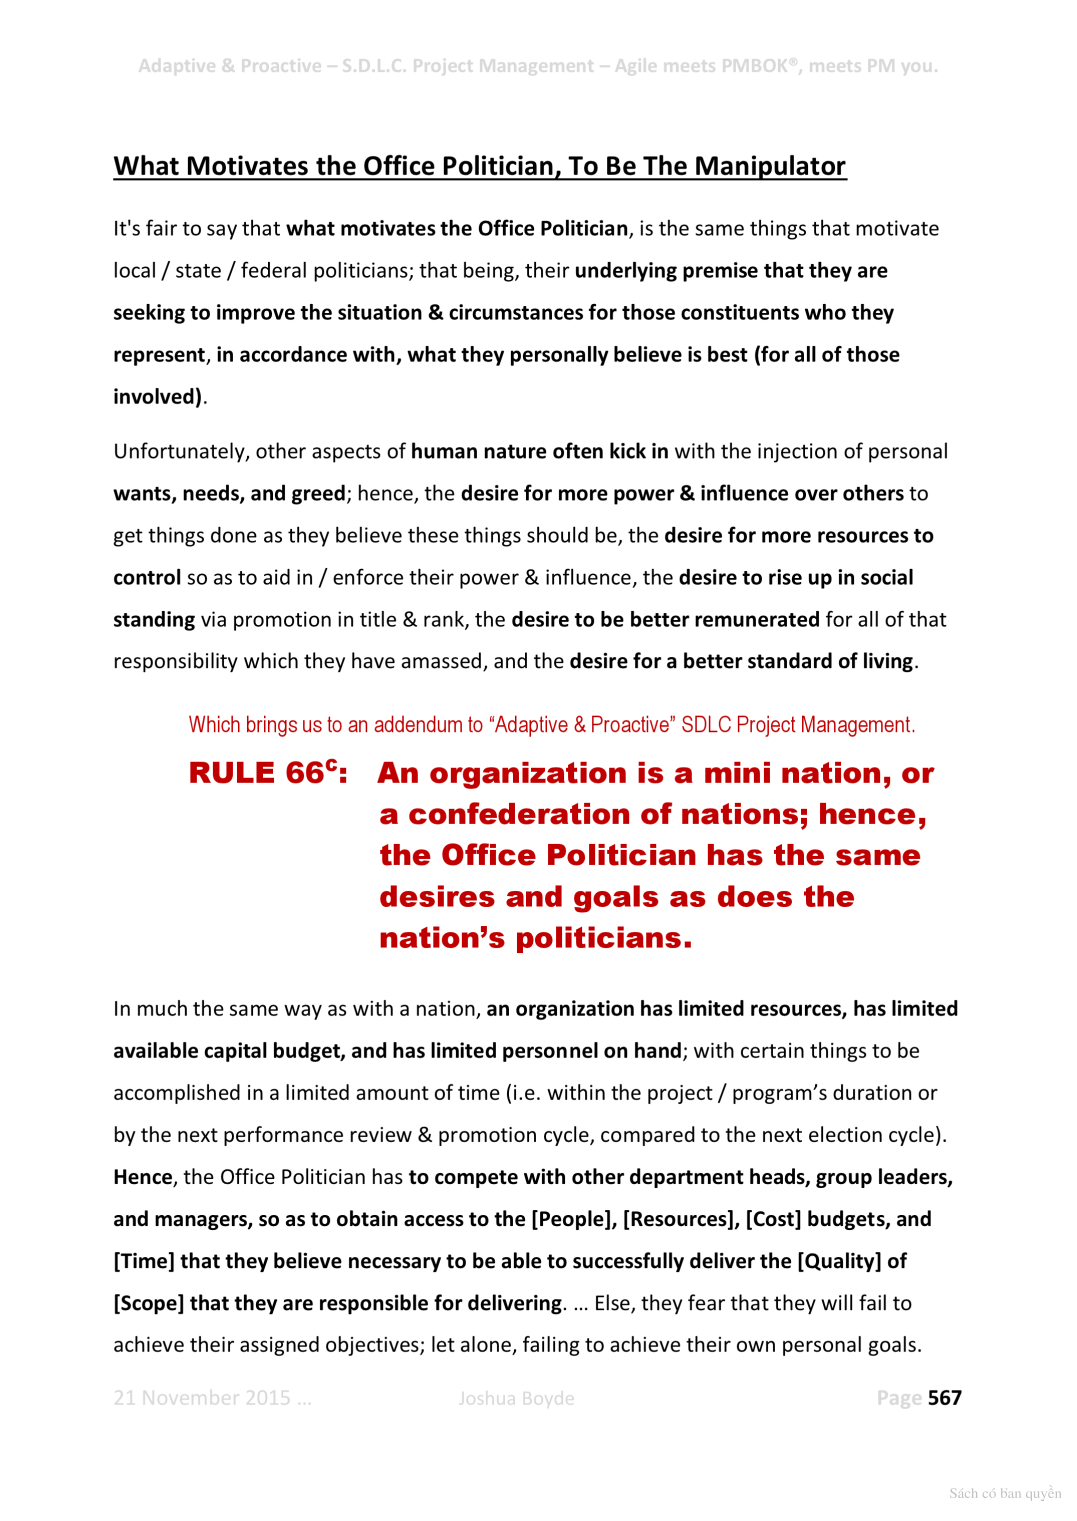 Adaptive & Proactive – S.D.L.C. Project Management – Agile meets PMBOK®, meets PM you.
What Motivates the Office Politician, To Be The Manipulator
It's fair to say that what motivates the Office Politician, is the same things that motivate
local / state / federal politicians; that being, their underlying premise that they are
seeking to improve the situation & circumstances for those constituents who they
represent, in accordance with, what they personally believe is best (for all of those
involved).
Unfortunately, other aspects of human nature often kick in with the injection of personal
wants, needs, and greed; hence, the desire for more power & influence over others to
get things done as they believe these things should be, the desire for more resources to
control so as to aid in / enforce their power & influence, the desire to rise up in social
standing via promotion in title & rank, the desire to be better remunerated for all of that
responsibility which they have amassed, and the desire for a better standard of living.
Which brings us to an addendum to “Adaptive & Proactive” SDLC Project Management.
RULE 66ᶜ: An organization is a mini nation, or
a confederation of nations; hence,
the Office Politician has the same
desires and goals as does the
nation’s politicians.
In much the same way as with a nation, an organization has limited resources, has limited
available capital budget, and has limited personnel on hand; with certain things to be
accomplished in a limited amount of time (i.e. within the project / program’s duration or
by the next performance review & promotion cycle, compared to the next election cycle).
Hence, the Office Politician has to compete with other department heads, group leaders,
and managers, so as to obtain access to the [People], [Resources], [Cost] budgets, and
[Time] that they believe necessary to be able to successfully deliver the [Quality] of
[Scope] that they are responsible for delivering. … Else, they fear that they will fail to
achieve their assigned objectives; let alone, failing to achieve their own personal goals.
21 November 2015 … Joshua Boyde Page 567
Sách có bản quyền